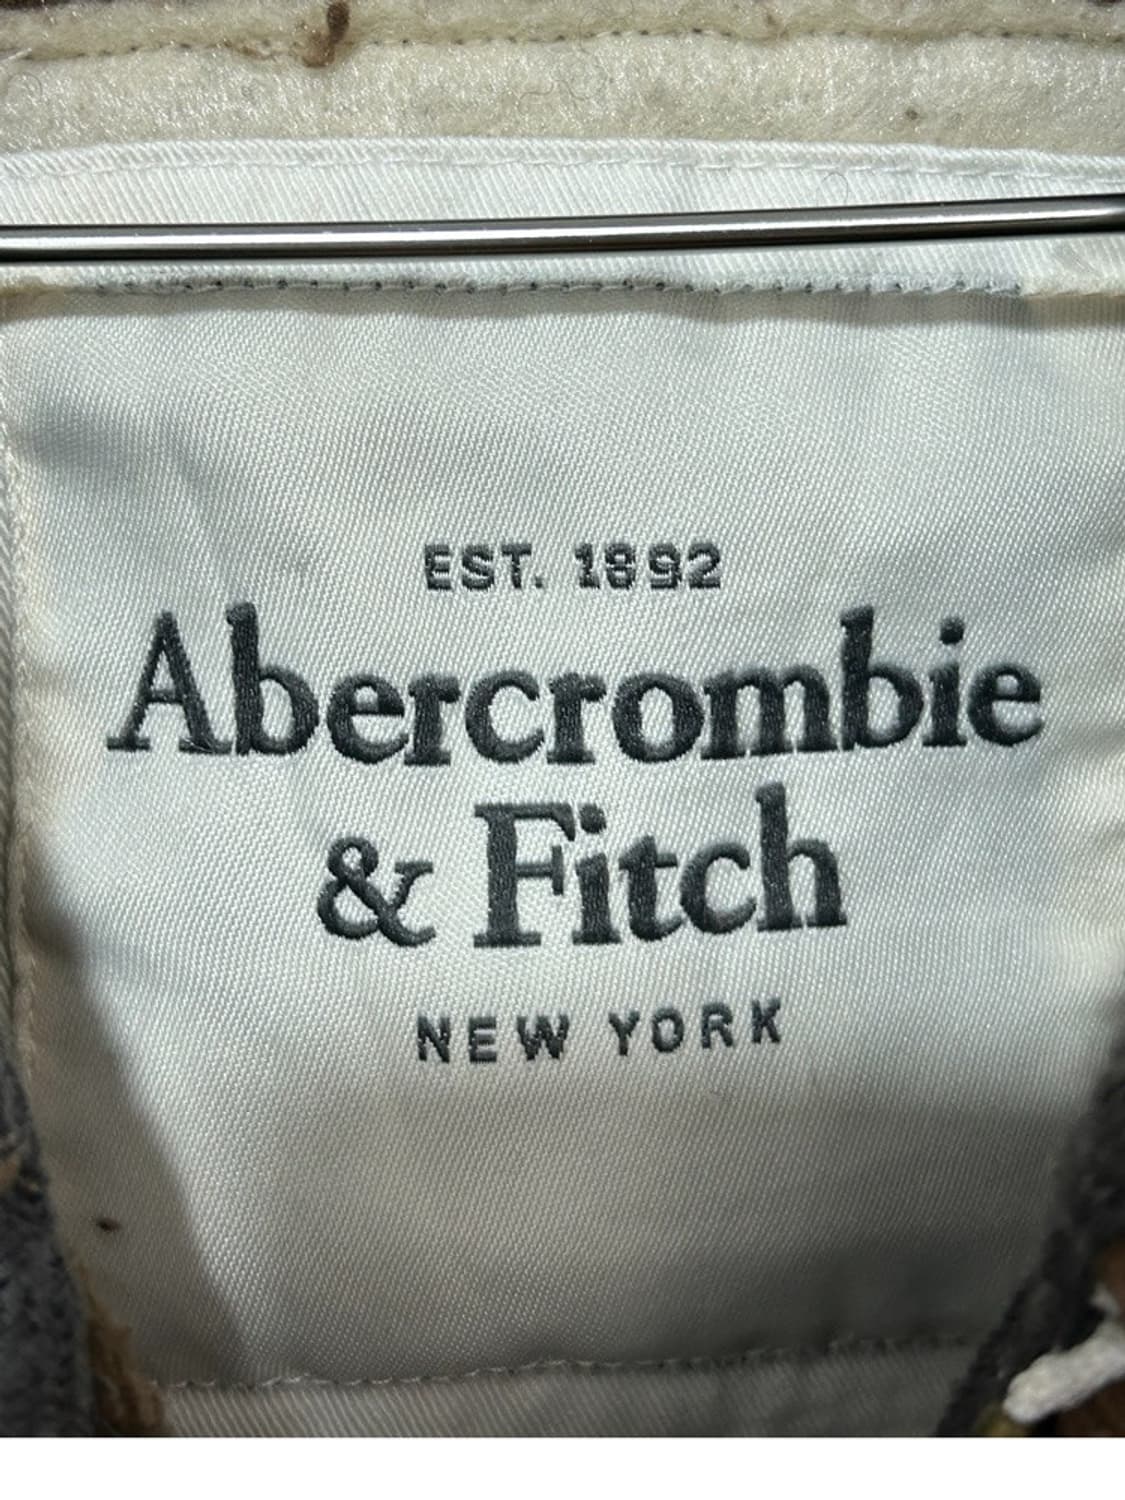 EST. 1892
Abercrombie
& Fitch
NEW YORK